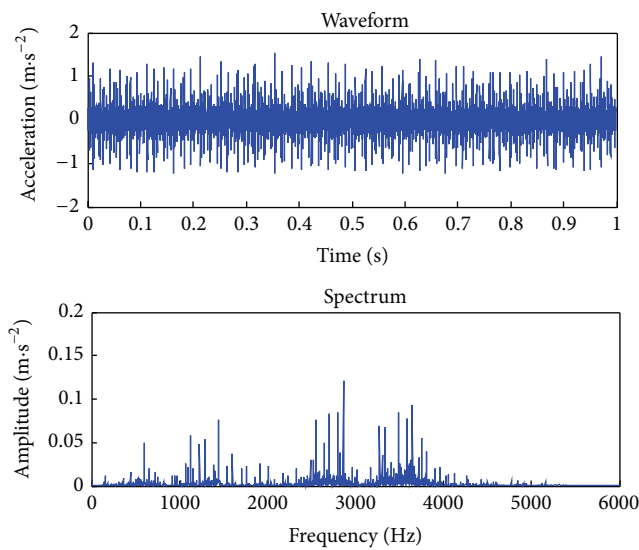 Waveform
Acceleration (m·s⁻²)
2
1
0
−1
−2
0 0.1 0.2 0.3 0.4 0.5 0.6 0.7 0.8 0.9 1
Time (s)
Spectrum
Amplitude (m·s⁻²)
0.2
0.15
0.1
0.05
0
0 1000 2000 3000 4000 5000 6000
Frequency (Hz)